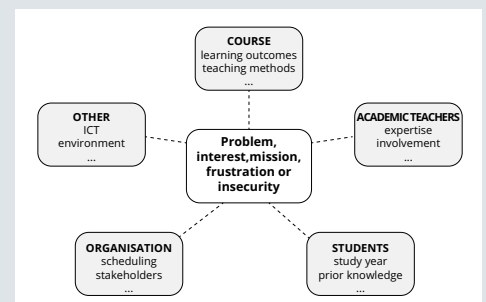 COURSE
learning outcomes
teaching methods
...
OTHER
ICT
environment
...
ACADEMIC TEACHERS
expertise
involvement
...
Problem,
interest,mission,
frustration or
insecurity
ORGANISATION
scheduling
stakeholders
...
STUDENTS
study year
prior knowledge
...